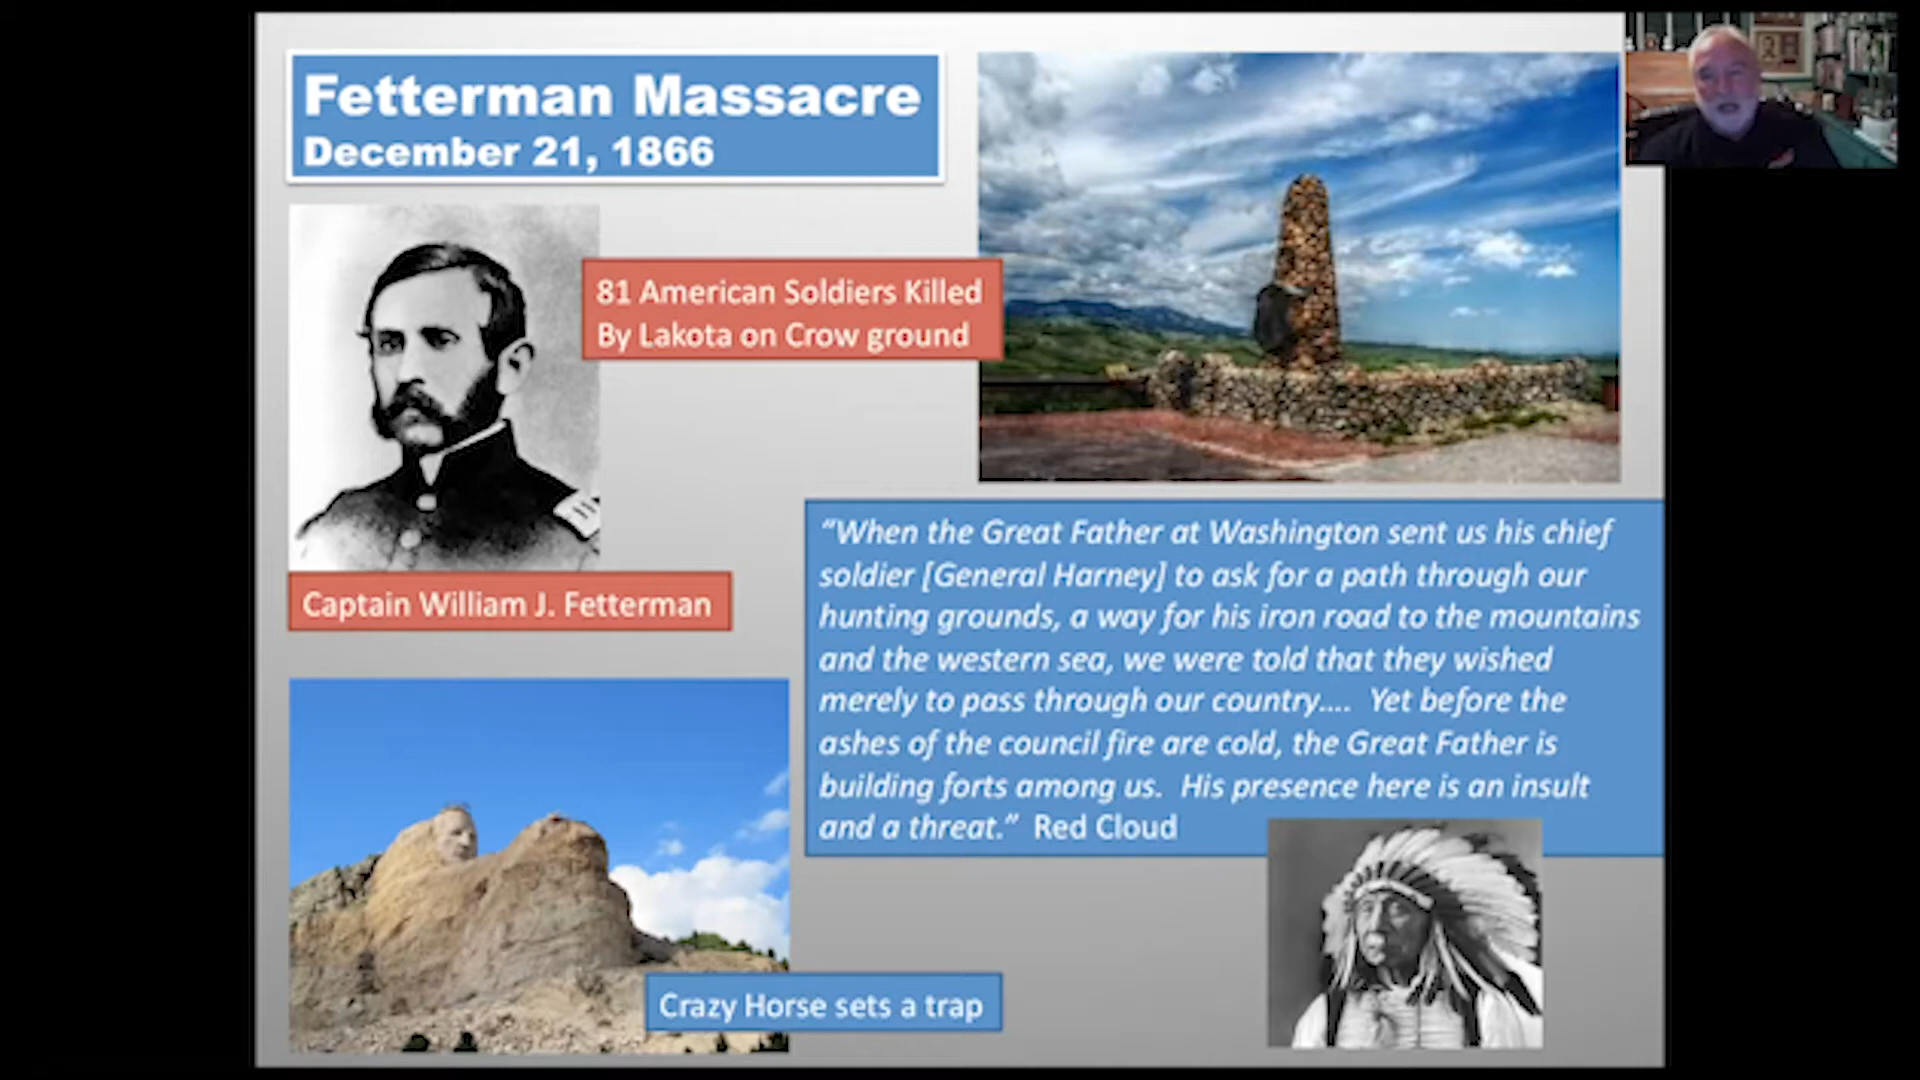 Fetterman Massacre
December 21, 1866
81 American Soldiers Killed
By Lakota on Crow ground
Captain William J. Fetterman
“When the Great Father at Washington sent us his chief
soldier [General Harney] to ask for a path through our
hunting grounds, a way for his iron road to the mountains
and the western sea, we were told that they wished
merely to pass through our country.... Yet before the
ashes of the council fire are cold, the Great Father is
building forts among us. His presence here is an insult
and a threat.” Red Cloud
Crazy Horse sets a trap